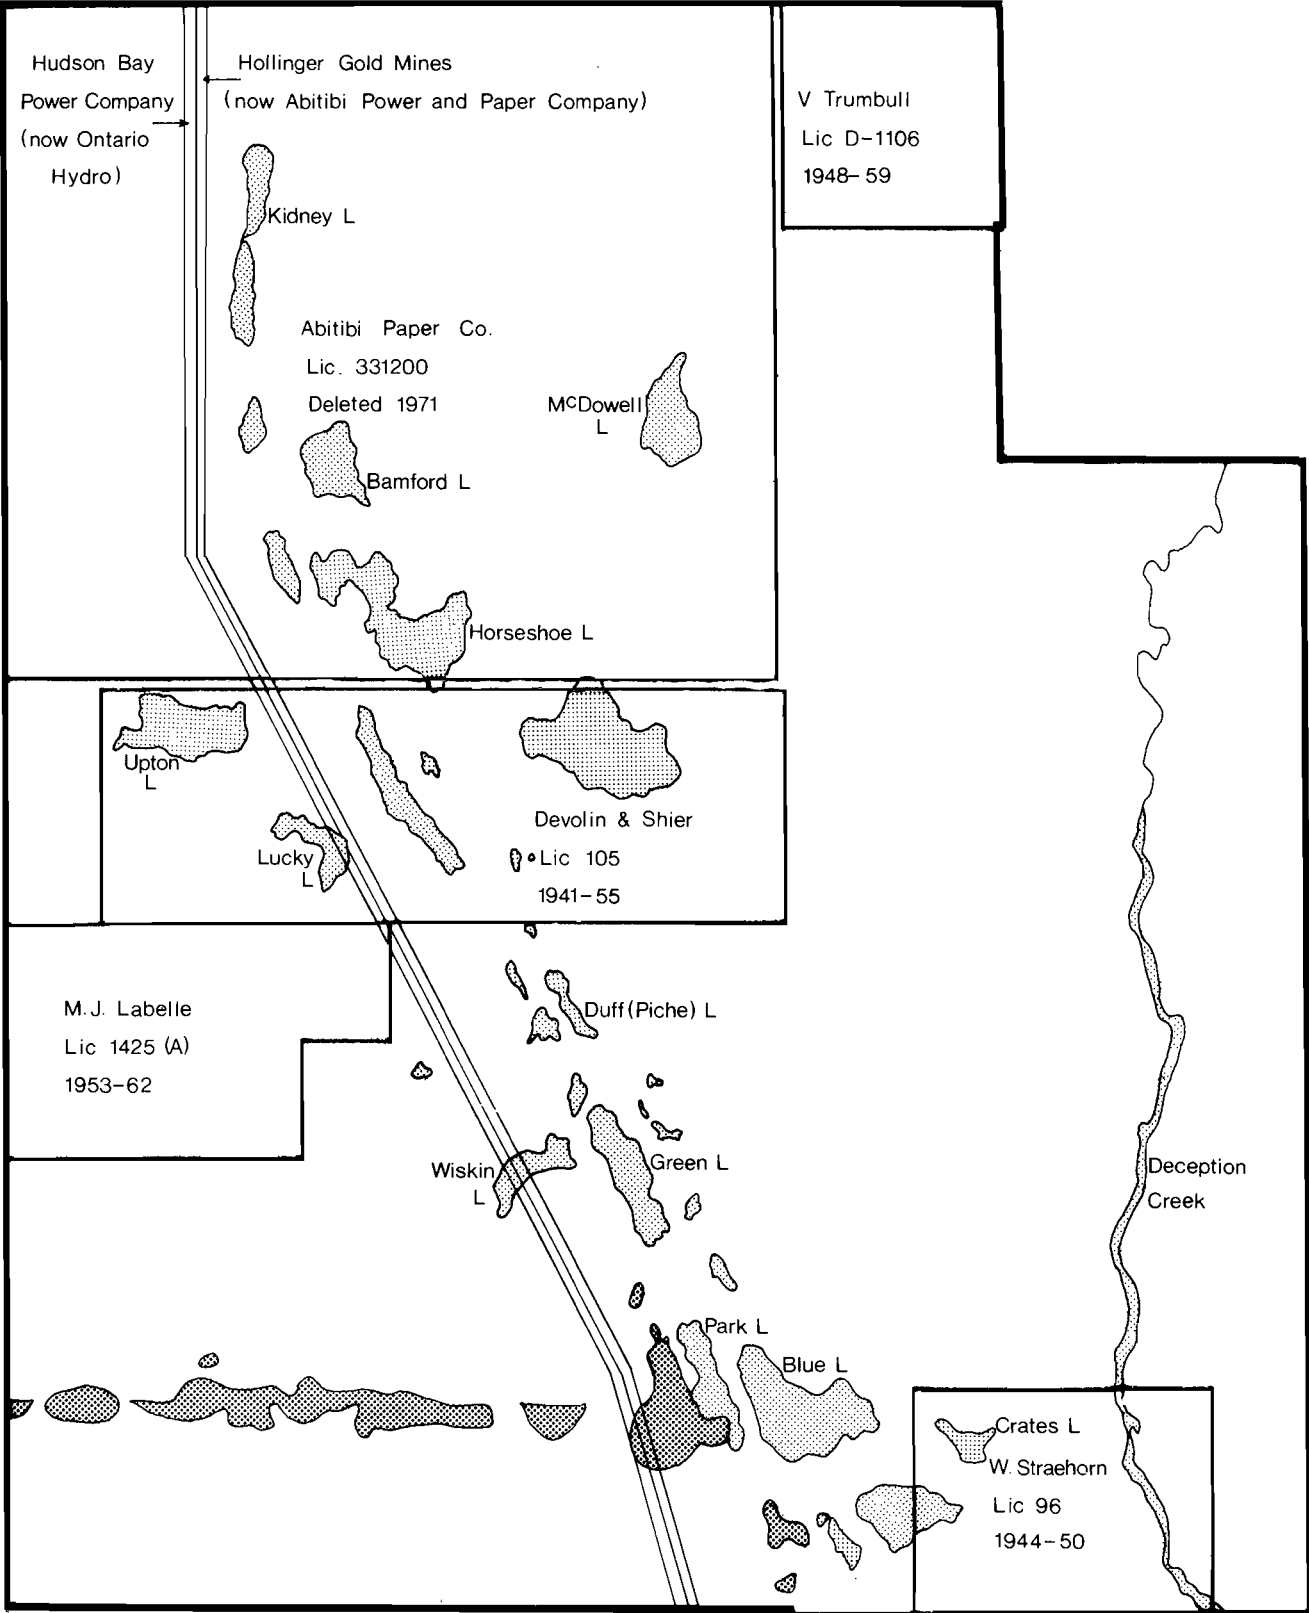 Hudson Bay
Power Company
(now Ontario
Hydro)
Hollinger Gold Mines
(now Abitibi Power and Paper Company)
V Trumbull
Lic D-1106
1948-59
Kidney L
Abitibi Paper Co.
Lic. 331200
Deleted 1971
McDowell
L
Bamford L
Horseshoe L
Upton
L
Lucky
L
Devolin & Shier
Lic 105
1941-55
M.J. Labelle
Lic 1425 (A)
1953-62
Duff (Piche) L
Wiskin
L
Green L
Deception
Creek
Park L
Blue L
Crates L
W. Straehorn
Lic 96
1944-50